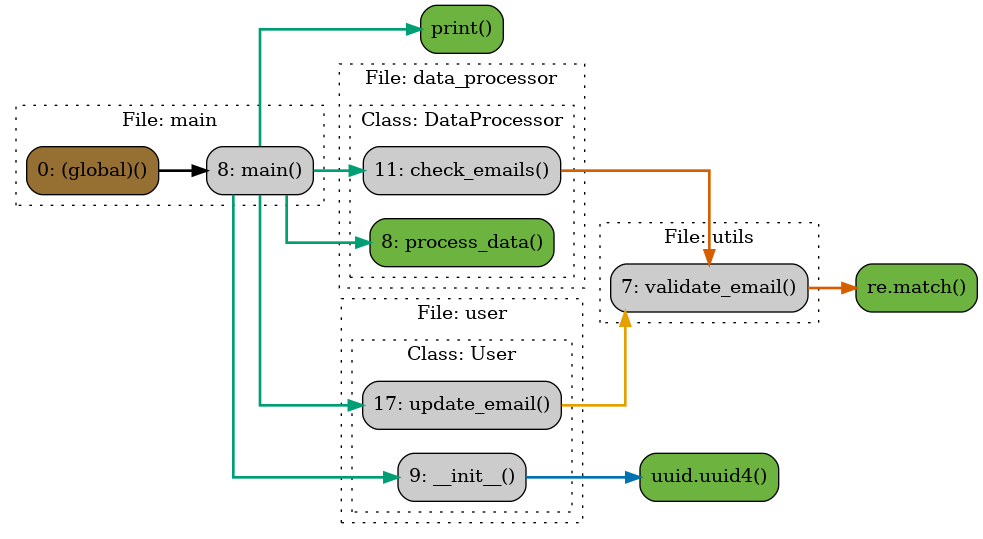 print()
File: data_processor
File: main
Class: DataProcessor
0: (global)()
8: main()
11: check_emails()
8: process_data()
File: utils
7: validate_email()
re.match()
File: user
Class: User
17: update_email()
9: __init__()
uuid.uuid4()